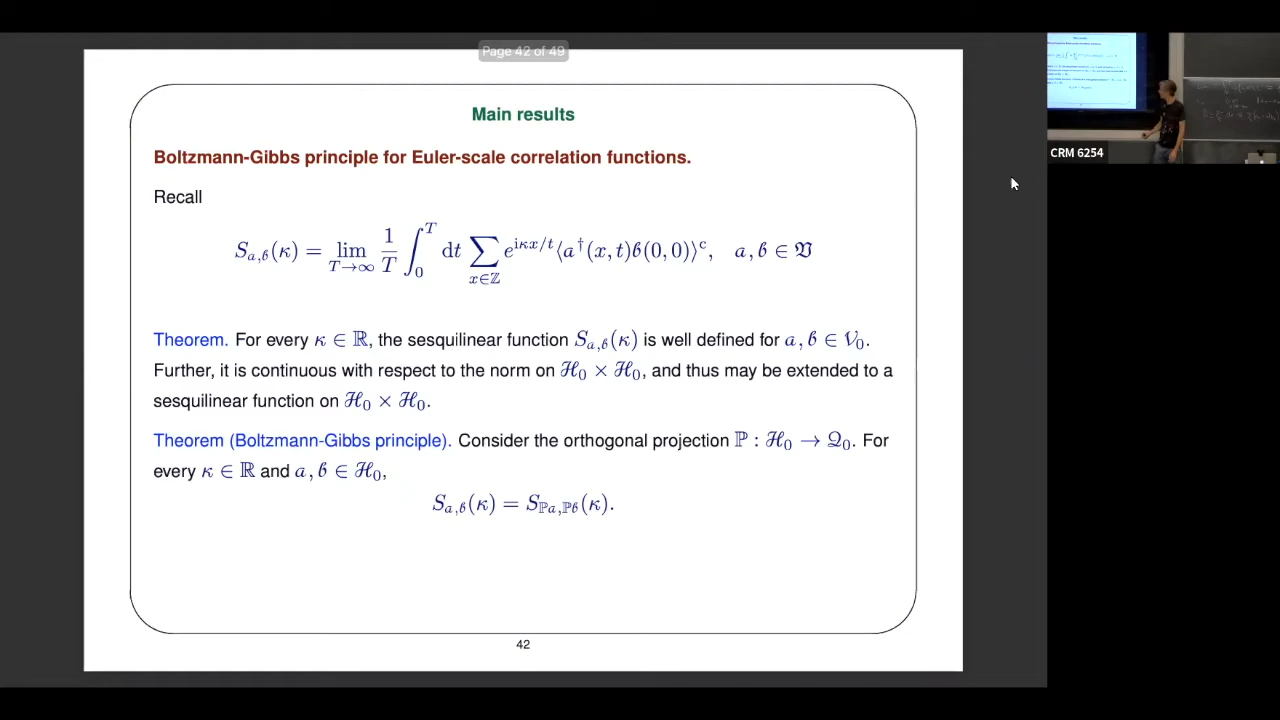 Page 42 of 49
Main results
Boltzmann-Gibbs principle for Euler-scale correlation functions.
Recall
S_{a,b}(κ) = lim_{T→∞} 1/T ∫_0^T dt ∑_{x∈ℤ} e^{iκx/t}⟨a†(x,t)b(0,0)⟩^c, a,b ∈ 𝔙
Theorem. For every κ ∈ ℝ, the sesquilinear function S_{a,b}(κ) is well defined for a,b ∈ 𝒱_0.
Further, it is continuous with respect to the norm on ℋ_0 × ℋ_0, and thus may be extended to a
sesquilinear function on ℋ_0 × ℋ_0.
Theorem (Boltzmann-Gibbs principle). Consider the orthogonal projection ℙ : ℋ_0 → 𝒬_0. For
every κ ∈ ℝ and a,b ∈ ℋ_0,
S_{a,b}(κ) = S_{ℙa,ℙb}(κ).
42
CRM 6254